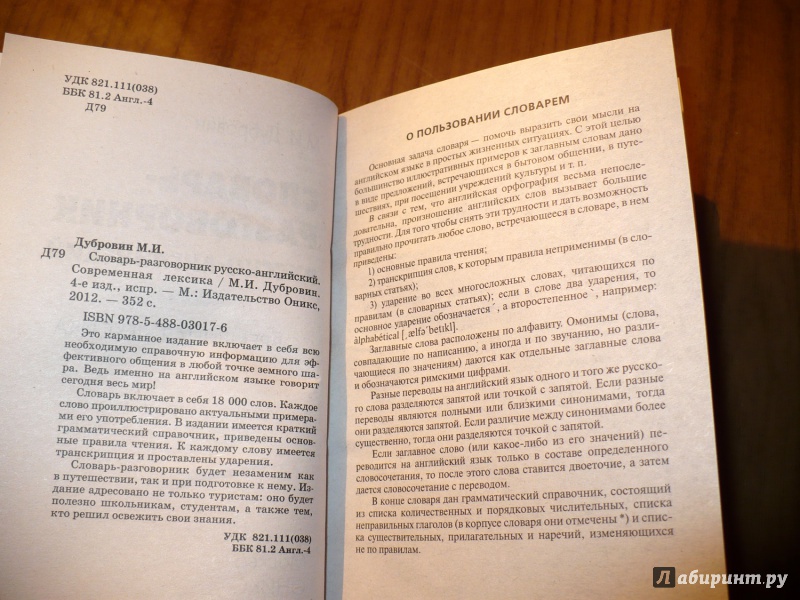 УДК 821.111(038)
ББК 81.2 Англ.-4
Д79
Дубровин М.И.
Д79 Словарь-разговорник русско-английский.
Современная лексика / М.И. Дубровин.
4-е изд., испр. — М.: Издательство Оникс,
2012. — 352 с.
ISBN 978-5-488-03017-6
Это карманное издание включает в себя всю
необходимую справочную информацию для эф-
фективного общения в любой точке земного ша-
ра. Ведь именно на английском языке говорит
сегодня весь мир!
Словарь включает в себя 18 000 слов. Каждое
слово проиллюстрировано актуальными примера-
ми его употребления. В издании имеется краткий
грамматический справочник, приведены основ-
ные правила чтения. К каждому слову имеется
транскрипция и проставлены ударения.
Словарь-разговорник будет незаменим как
в путешествии, так и при подготовке к нему. Из-
дание адресовано не только туристам: оно будет
полезно школьникам, студентам, а также тем,
кто решил освежить свои знания.
УДК 821.111(038)
ББК 81.2 Англ.-4
О ПОЛЬЗОВАНИИ СЛОВАРЕМ
Основная задача словаря — помочь выразить свои мысли на
английском языке в простых жизненных ситуациях. С этой целью
большинство иллюстративных примеров к заглавным словам дано
в виде предложений, встречающихся в бытовом общении, в путе-
шествиях, при посещении учреждений культуры и т. п.
В связи с тем, что английская орфография весьма непосле-
довательна, произношение английских слов вызывает большие
трудности. Для того чтобы снять эти трудности и дать возможность
правильно прочитать любое слово, встречающееся в словаре, в нем
приведены:
1) основные правила чтения;
2) транскрипция слов, к которым правила неприменимы (в сло-
варных статьях);
3) ударение во всех многосложных словах, читающихся по
правилам (в словарных статьях); если в слове два ударения, то
основное ударение обозначается ´, а второстепенное `, например:
àlphabétical [ˌælfəˈbetɪkl].
Заглавные слова расположены по алфавиту. Омонимы (слова,
совпадающие по написанию, а иногда и по звучанию, но разли-
чающиеся по значениям) даются как отдельные заглавные слова
и обозначаются римскими цифрами.
Разные переводы на английский язык одного и того же русско-
го слова разделяются запятой или точкой с запятой. Если разные
переводы являются полными или близкими синонимами, тогда
они разделяются запятой. Если различие между синонимами более
существенно, тогда они разделяются точкой с запятой.
Если заглавное слово (или какое-либо из его значений) пе-
реводится на английский язык только в составе определенного
словосочетания, то после этого слова ставится двоеточие, а затем
дается словосочетание с переводом.
В конце словаря дан грамматический справочник, состоящий
из списка количественных и порядковых числительных, списка
неправильных глаголов (в корпусе словаря они отмечены *) и спис-
ка существительных, прилагательных и наречий, изменяющихся
не по правилам.
Лабиринт.ру